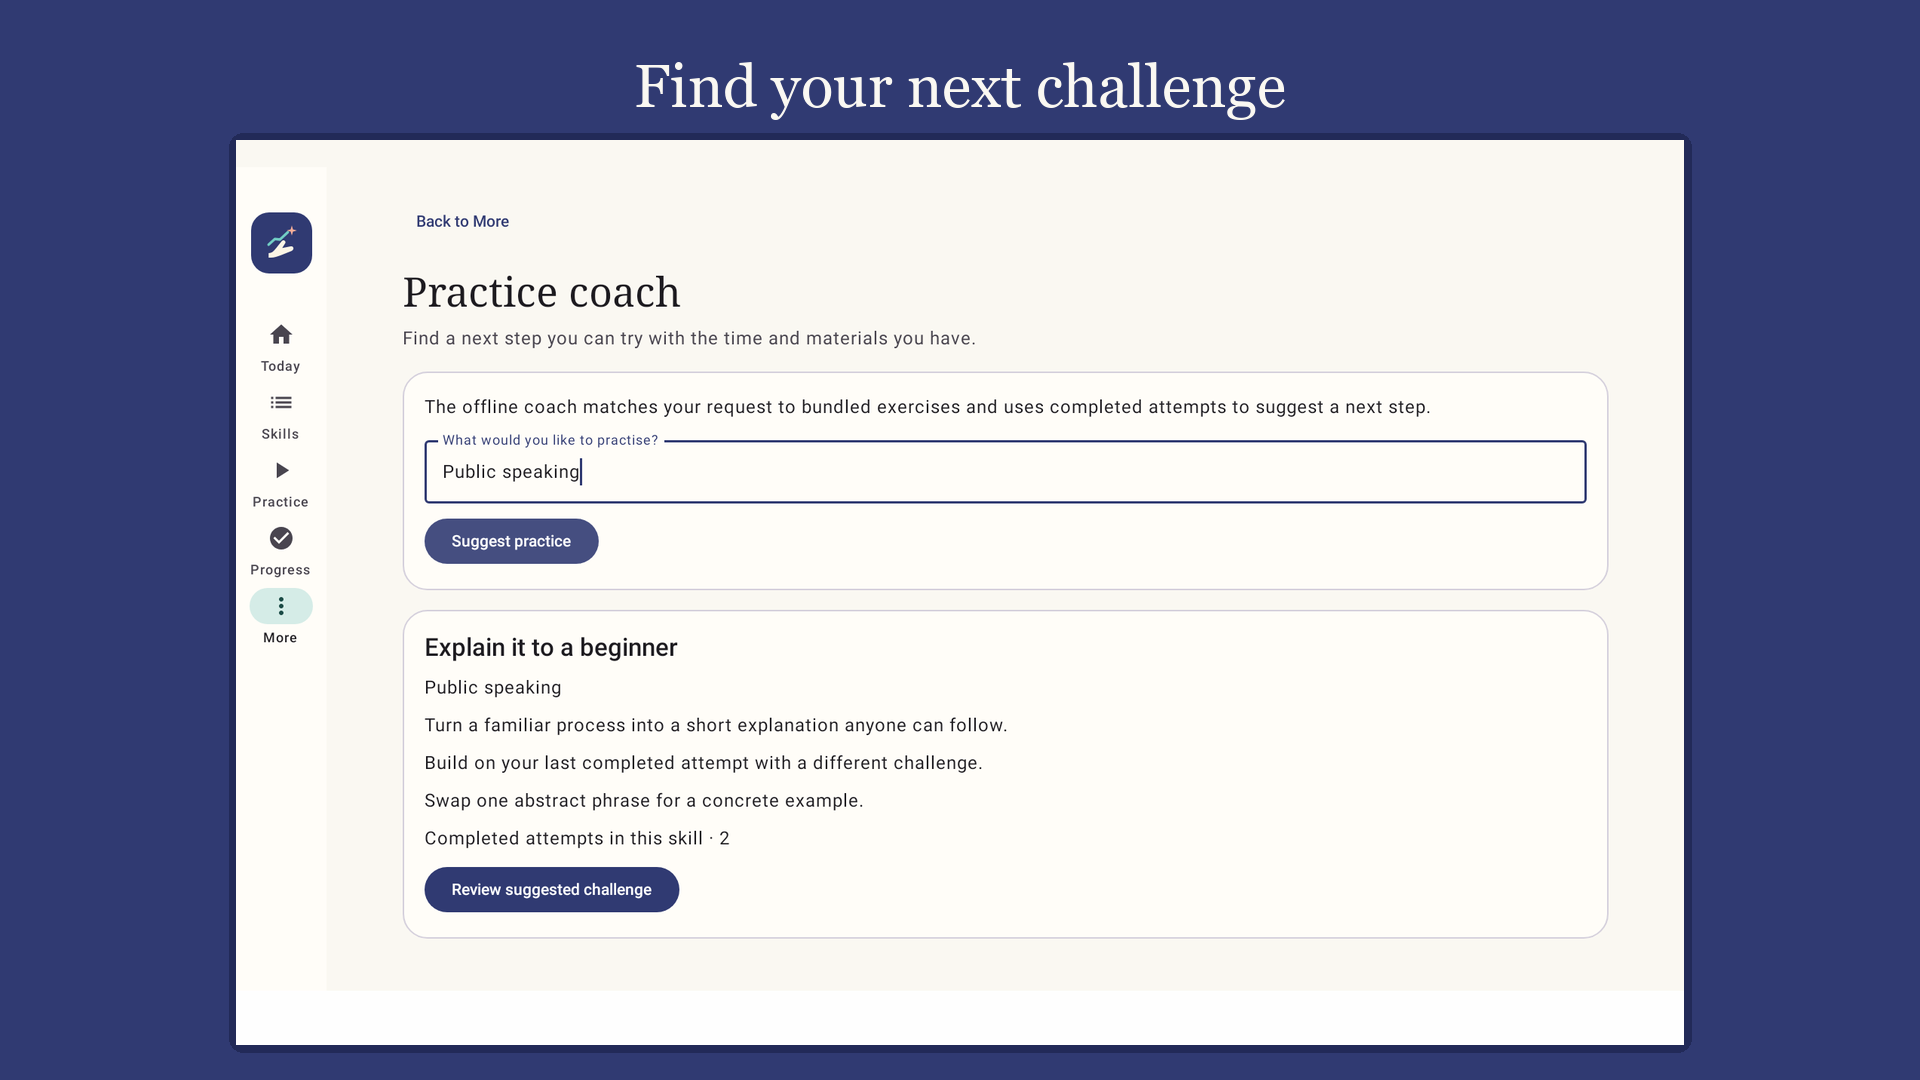 Find your next challenge
Back to More
Practice coach
Find a next step you can try with the time and materials you have.
Today
Skills
Practice
Progress
More
The offline coach matches your request to bundled exercises and uses completed attempts to suggest a next step.
What would you like to practise?
Public speaking
Suggest practice
Explain it to a beginner
Public speaking
Turn a familiar process into a short explanation anyone can follow.
Build on your last completed attempt with a different challenge.
Swap one abstract phrase for a concrete example.
Completed attempts in this skill · 2
Review suggested challenge